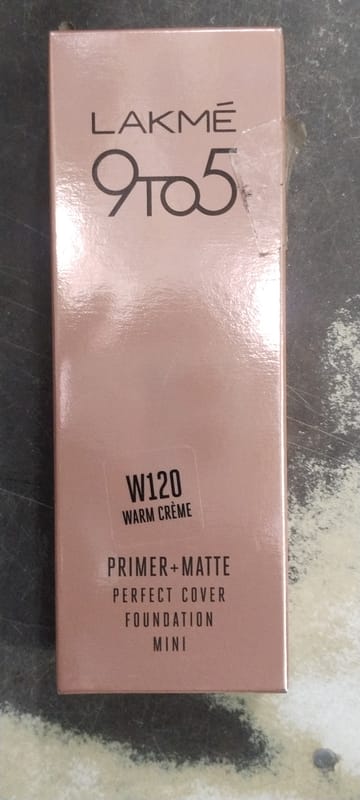 LAKMÉ
9TO5
W120
WARM CRÈME
PRIMER+MATTE
PERFECT COVER
FOUNDATION
MINI